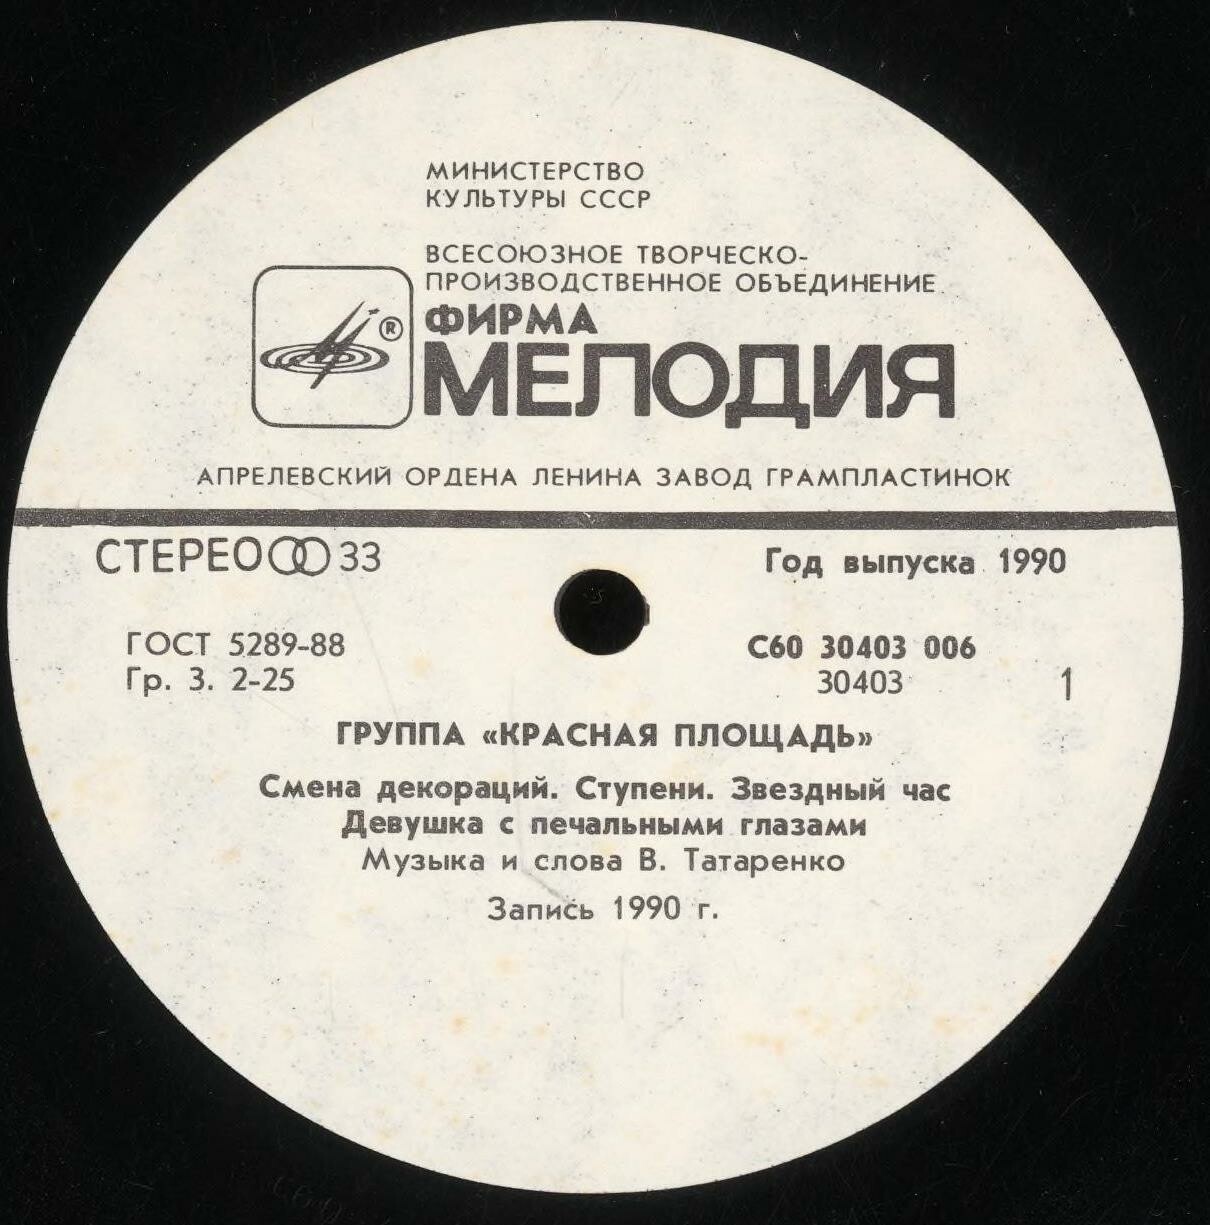 МИНИСТЕРСТВО
КУЛЬТУРЫ СССР
ВСЕСОЮЗНОЕ ТВОРЧЕСКО-
ПРОИЗВОДСТВЕННОЕ ОБЪЕДИНЕНИЕ
ФИРМА
®
МЕЛОДИЯ
АПРЕЛЕВСКИЙ ОРДЕНА ЛЕНИНА ЗАВОД ГРАМПЛАСТИНОК
СТЕРЕО 33
Год выпуска 1990
ГОСТ 5289-88
С60 30403 006
Гр. 3. 2-25
30403 1
ГРУППА «КРАСНАЯ ПЛОЩАДЬ»
Смена декораций. Ступени. Звездный час
Девушка с печальными глазами
Музыка и слова В. Татаренко
Запись 1990 г.